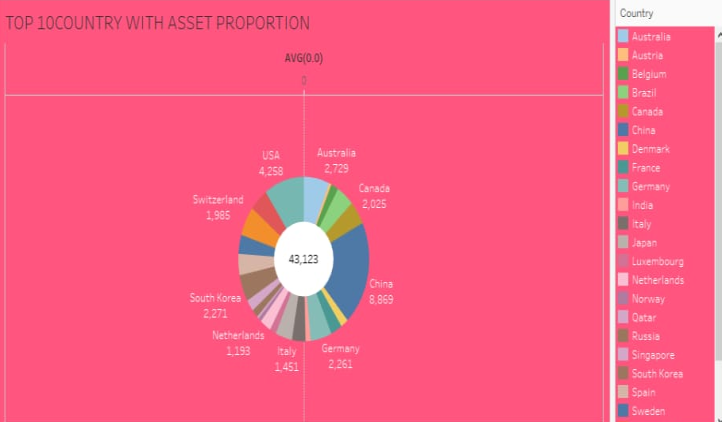 TOP 10COUNTRY WITH ASSET PROPORTION
AVG(0.0)
0
USA
4,258
Australia
2,729
Canada
2,025
Switzerland
1,985
43,123
China
8,869
South Korea
2,271
Netherlands
1,193
Italy
1,451
Germany
2,261
Country
Australia
Austria
Belgium
Brazil
Canada
China
Denmark
France
Germany
India
Italy
Japan
Luxembourg
Netherlands
Norway
Qatar
Russia
Singapore
South Korea
Spain
Sweden